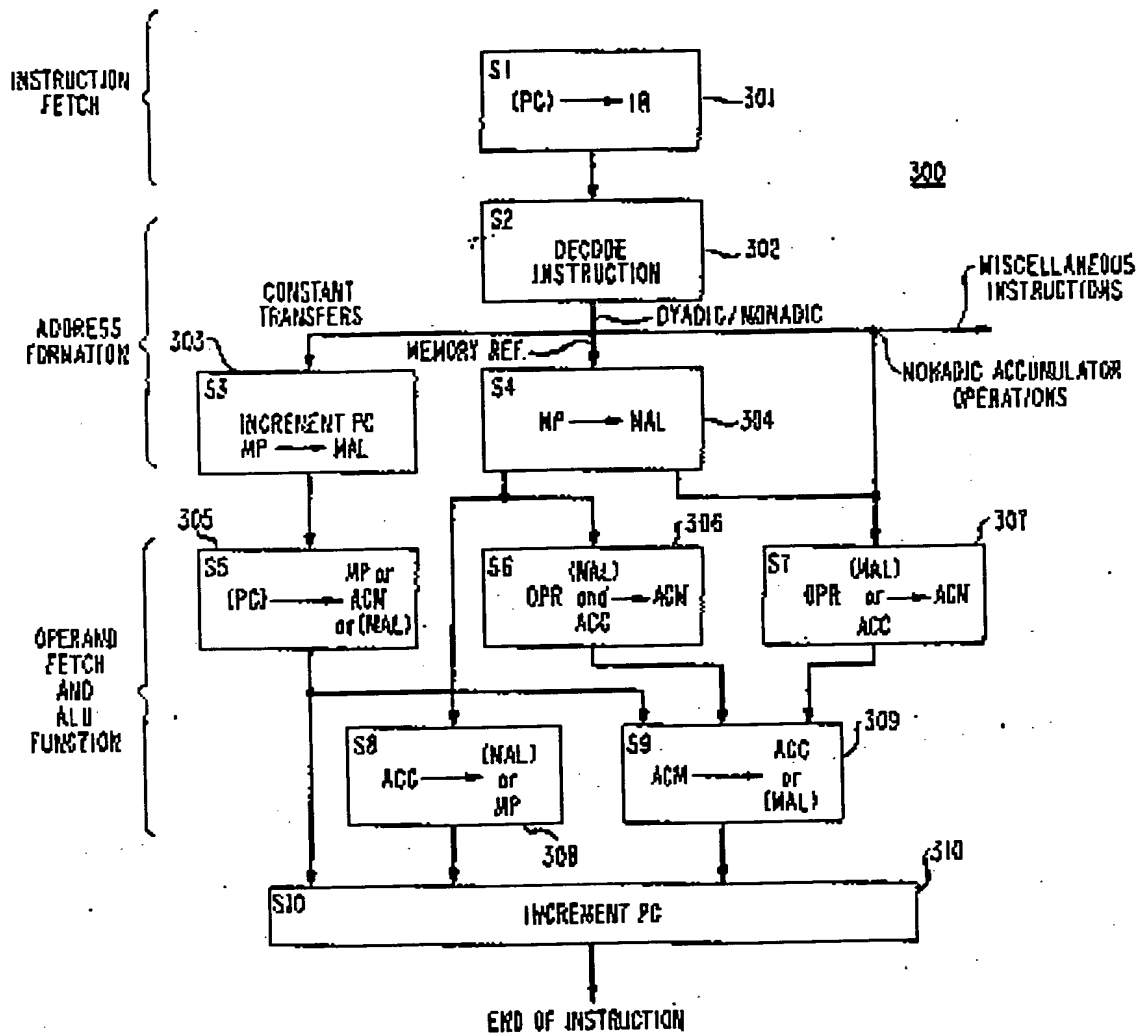 INSTRUCTION
FETCH
S1
(PC) IR
301
300
S2
DECODE
INSTRUCTION
302
MISCELLANEOUS
INSTRUCTIONS
CONSTANT
TRANSFERS
DYADIC/MONADIC
ADDRESS
FORMATION
303
MEMORY REF.
MONADIC ACCUMULATOR
OPERATIONS
S3
INCREMENT PC
MP MAL
S4
MP MAL
304
305
306
307
S5
(PC) MP or
ACM
or (MAL)
S6
(MAL)
OPR and ACM
ACC
S7
(MAL)
OPR or ACM
ACC
OPERAND
FETCH
AND
ALU
FUNCTION
S8
ACC (MAL)
or
MP
308
S9
ACM ACC
or
(MAL)
309
310
S10
INCREMENT PC
END OF INSTRUCTION